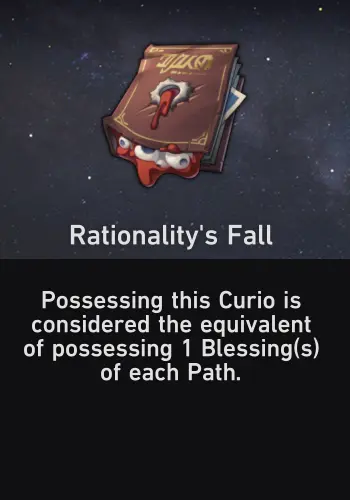 Rationality's Fall
Possessing this Curio is
considered the equivalent
of possessing 1 Blessing(s)
of each Path.